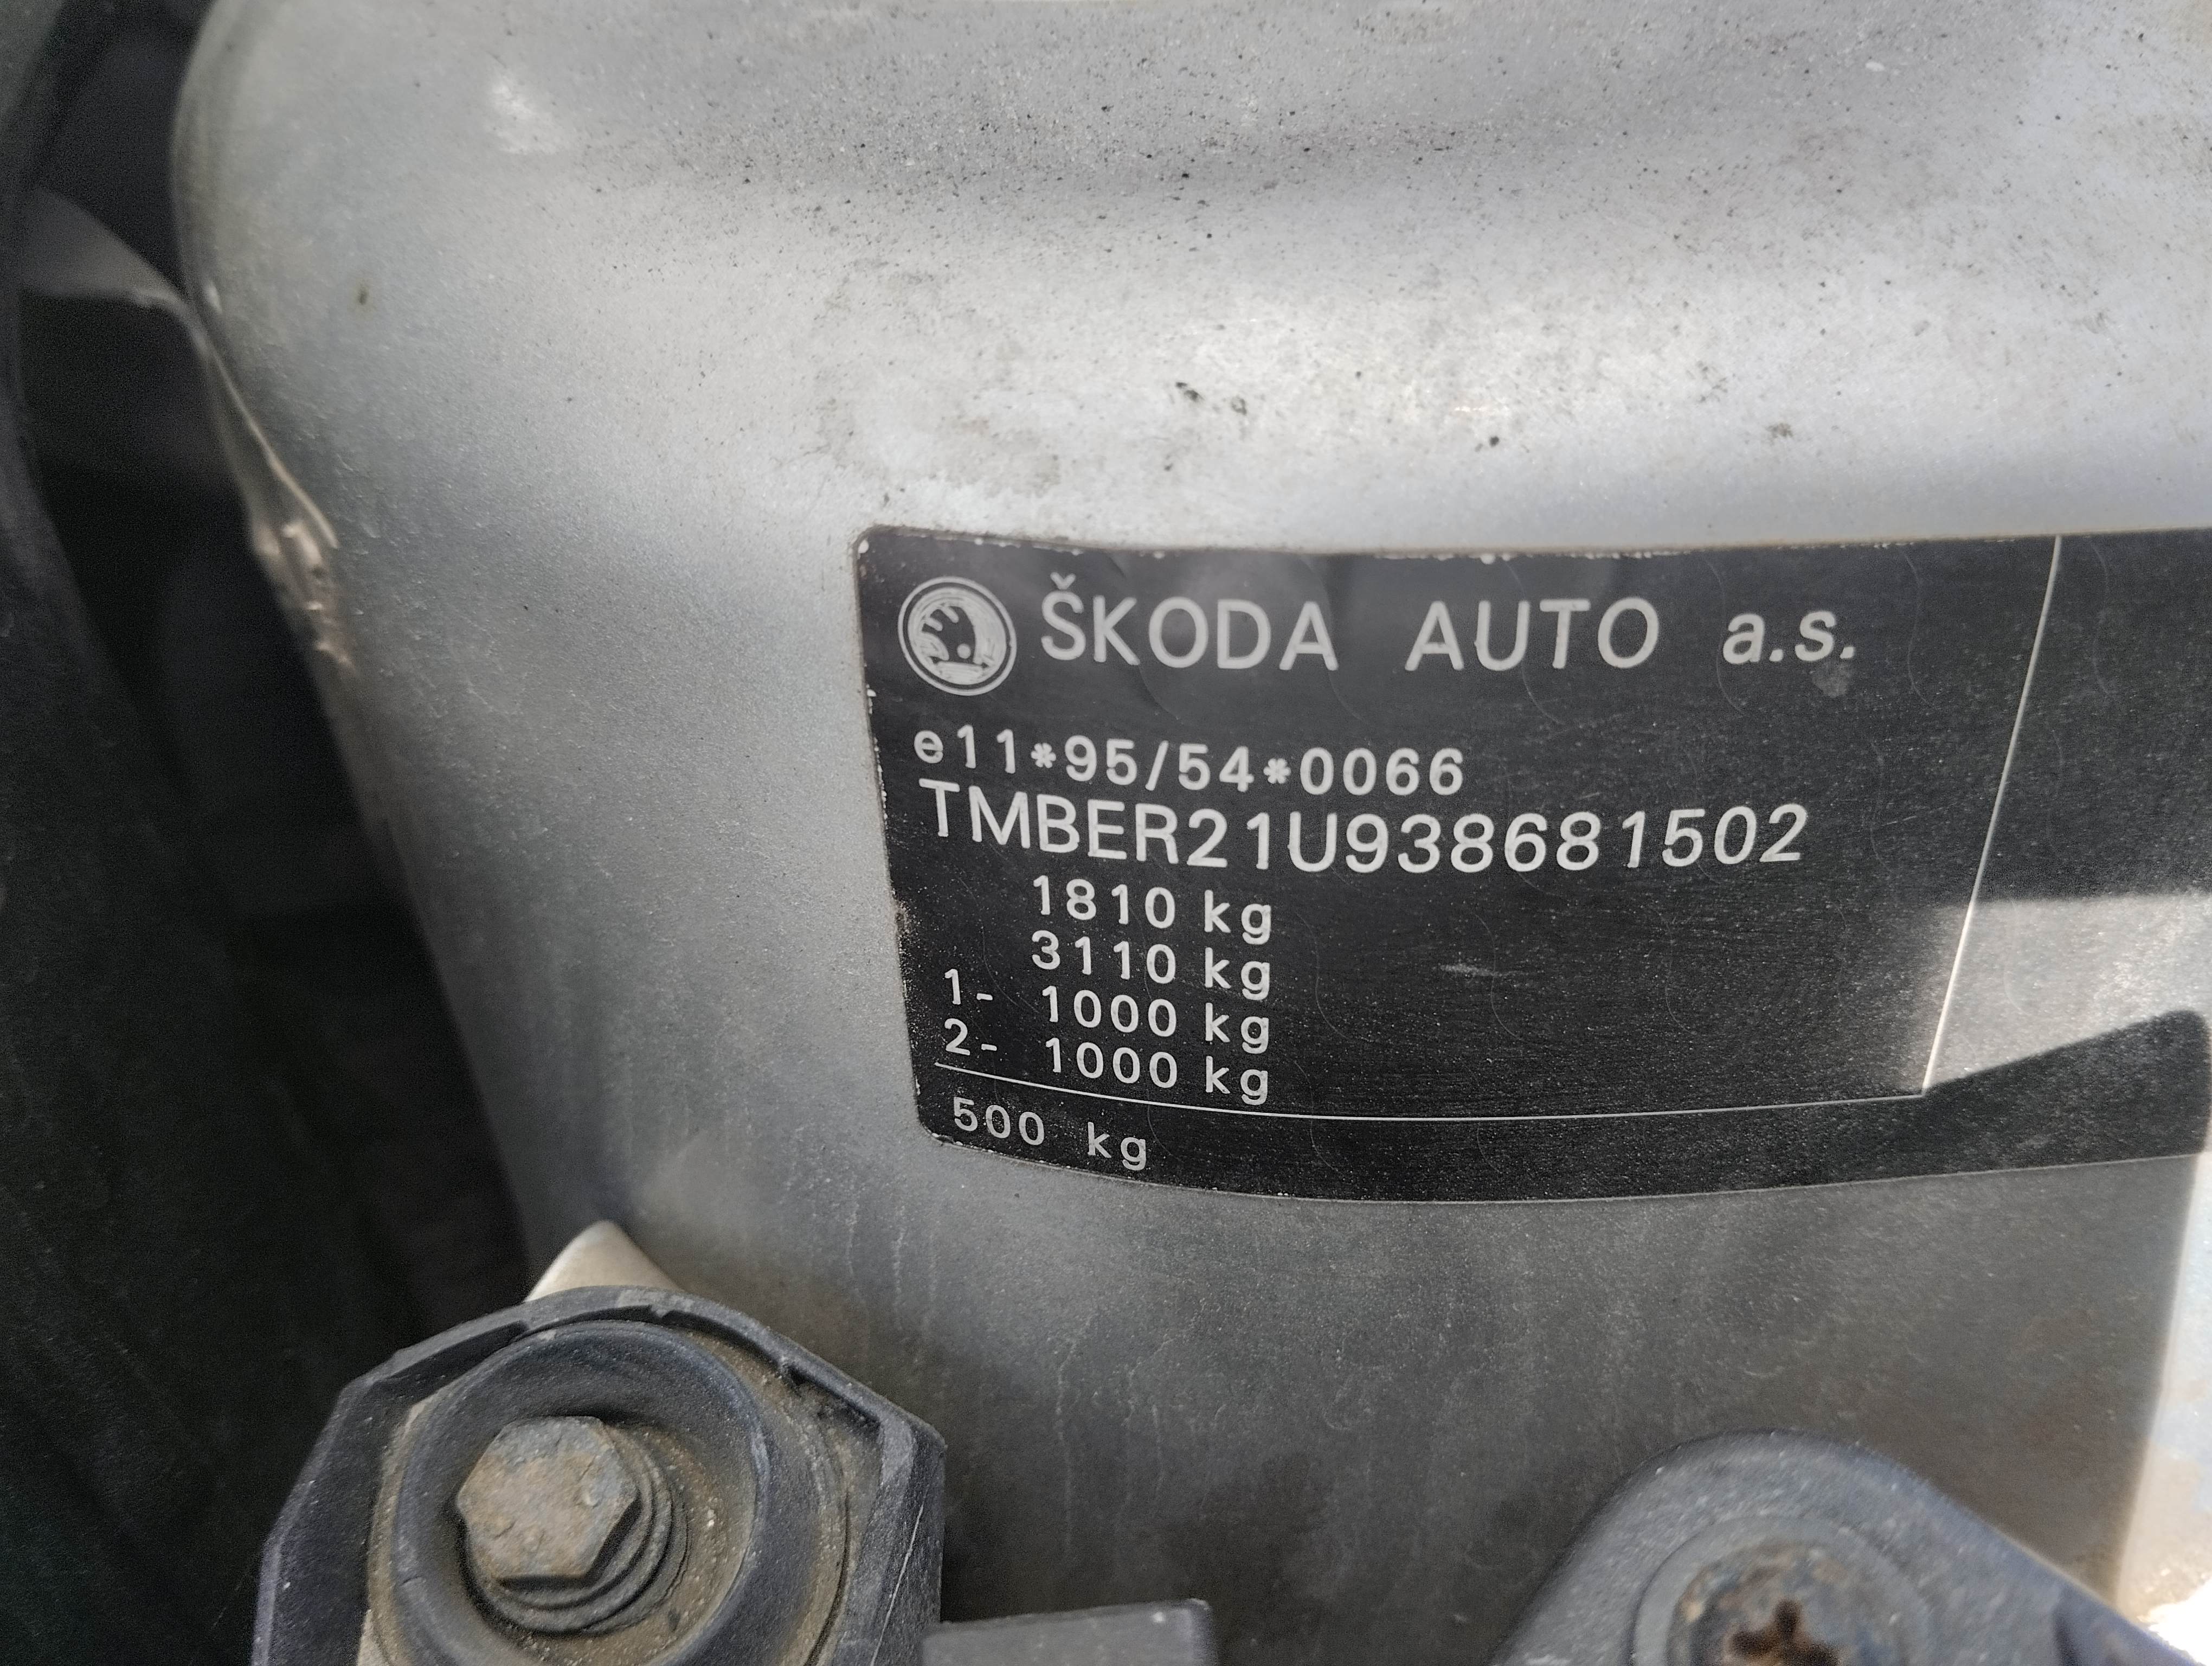 ŠKODA AUTO a.s.
e11*95/54*0066
TMBER21U938681502
1810 kg
3110 kg
1- 1000 kg
2- 1000 kg
500 kg